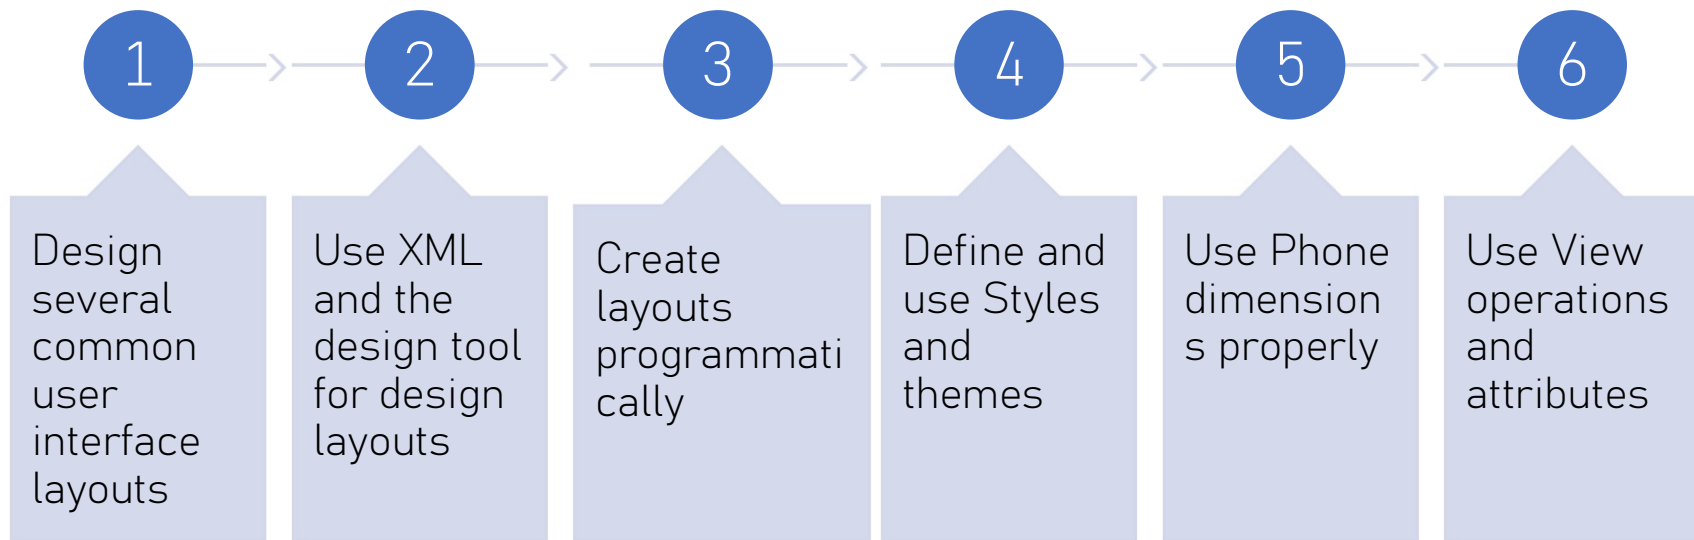 1
2
3
4
5
6
Design
several
common
user
interface
layouts
Use XML
and the
design tool
for design
layouts
Create
layouts
programmati
cally
Define and
use Styles
and
themes
Use Phone
dimension
s properly
Use View
operations
and
attributes